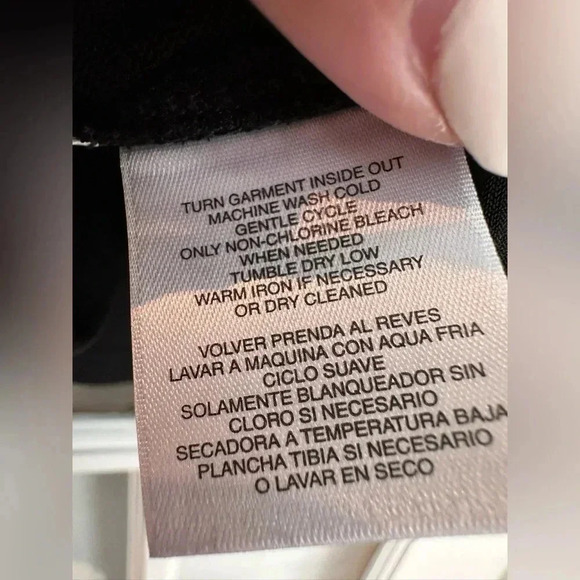 TURN GARMENT INSIDE OUT
MACHINE WASH COLD
GENTLE CYCLE
ONLY NON-CHLORINE BLEACH
WHEN NEEDED
TUMBLE DRY LOW
WARM IRON IF NECESSARY
OR DRY CLEANED
VOLVER PRENDA AL REVES
LAVAR A MAQUINA CON AQUA FRIA
CICLO SUAVE
SOLAMENTE BLANQUEADOR SIN
CLORO SI NECESARIO
SECADORA A TEMPERATURA BAJA
PLANCHA TIBIA SI NECESARIO
O LAVAR EN SECO